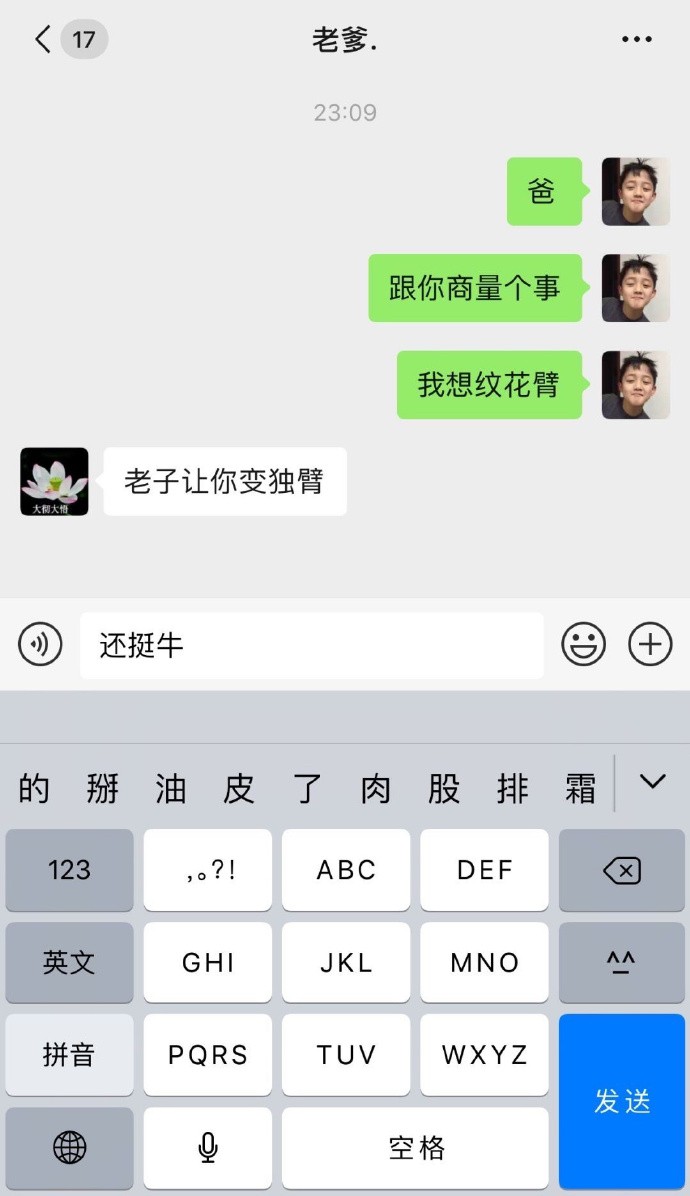 17
老爹.
23:09
爸
跟你商量个事
我想纹花臂
老子让你变独臂
大彻大悟
还挺牛
的 掰 油 皮 了 肉 股 排 霜
123 ,。?! ABC DEF
英文 GHI JKL MNO ^^
拼音 PQRS TUV WXYZ
发送
空格